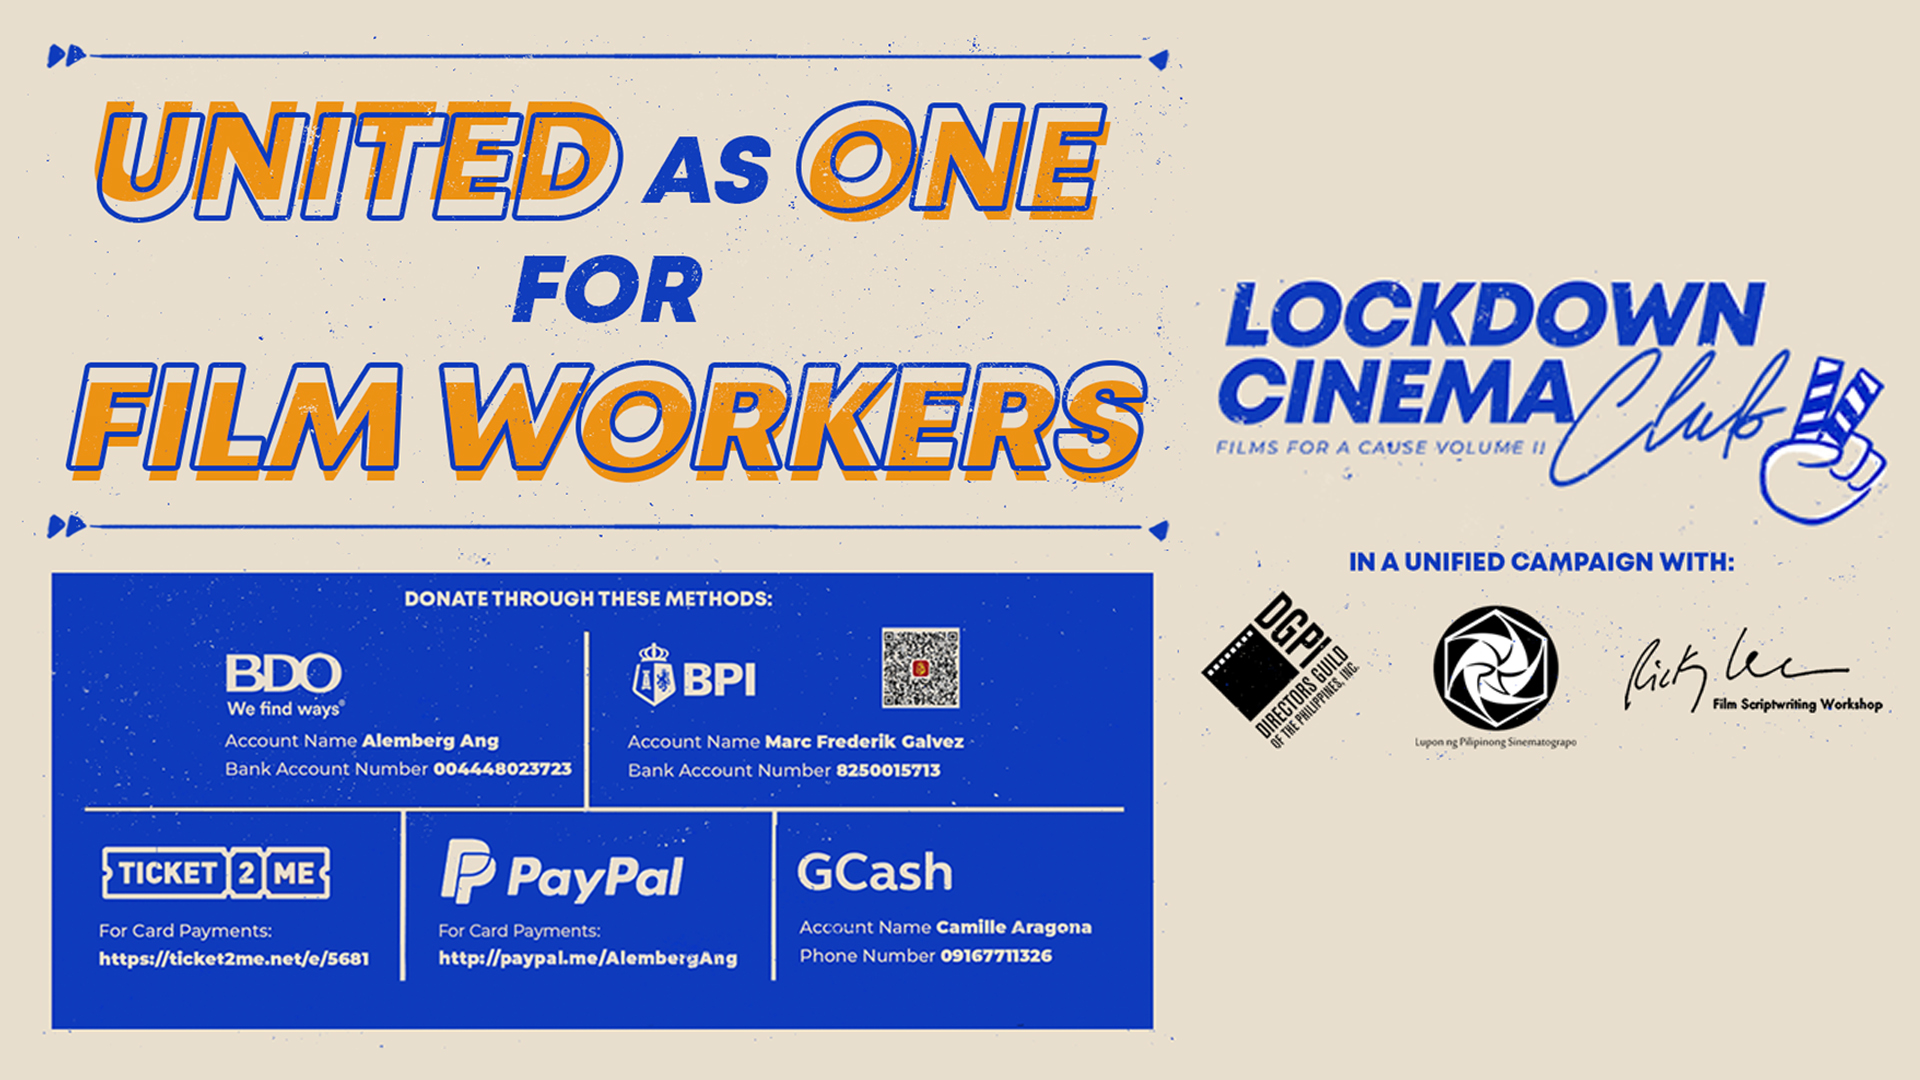 UNITED AS ONE
FOR
FILM WORKERS
DONATE THROUGH THESE METHODS:
BDO
We find ways®
Account Name Alemberg Ang
Bank Account Number 004448023723
BPI
Account Name Marc Frederik Galvez
Bank Account Number 8250015713
TICKET 2 ME
For Card Payments:
https://ticket2me.net/e/5681
PayPal
For Card Payments:
http://paypal.me/AlembergAng
GCash
Account Name Camille Aragona
Phone Number 09167711326
LOCKDOWN
CINEMA Club
FILMS FOR A CAUSE VOLUME II
IN A UNIFIED CAMPAIGN WITH:
DGPI
DIRECTORS GUILD
OF THE PHILIPPINES, INC.
Lupon ng Pilipinong Sinematograpo
Ricky Lee
Film Scriptwriting Workshop